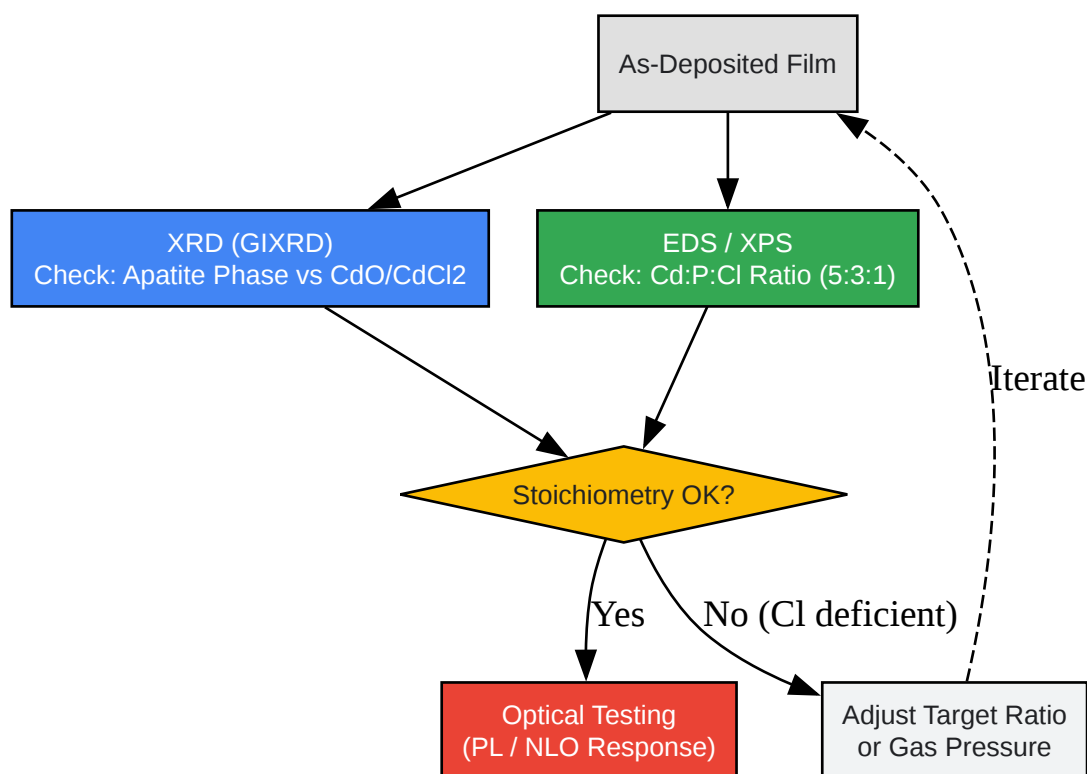 As-Deposited Film
XRD (GIXRD)
Check: Apatite Phase vs CdO/CdCl2
EDS / XPS
Check: Cd:P:Cl Ratio (5:3:1)
Iterate
Stoichiometry OK?
Yes
No (Cl deficient)
Optical Testing
(PL / NLO Response)
Adjust Target Ratio
or Gas Pressure